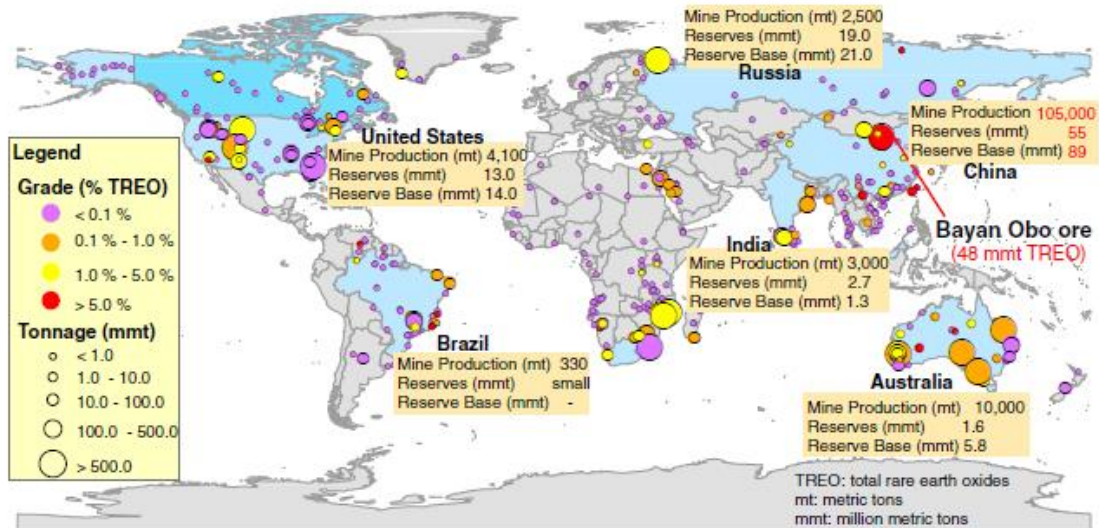 Mine Production (mt) 2,500
Reserves (mmt) 19.0
Reserve Base (mmt) 21.0
Russia
Mine Production 105,000
Reserves (mmt) 55
Reserve Base (mmt) 89
China
Bayan Obo ore
(48 mmt TREO)
United States
Mine Production (mt) 4,100
Reserves (mmt) 13.0
Reserve Base (mmt) 14.0
Legend
Grade (% TREO)
< 0.1 %
0.1 % - 1.0 %
1.0 % - 5.0 %
> 5.0 %
Tonnage (mmt)
< 1.0
1.0 - 10.0
10.0 - 100.0
100.0 - 500.0
> 500.0
India
Mine Production (mt) 3,000
Reserves (mmt) 2.7
Reserve Base (mmt) 1.3
Brazil
Mine Production (mt) 330
Reserves (mmt) small
Reserve Base (mmt) -
Australia
Mine Production (mt) 10,000
Reserves (mmt) 1.6
Reserve Base (mmt) 5.8
TREO: total rare earth oxides
mt: metric tons
mmt: million metric tons